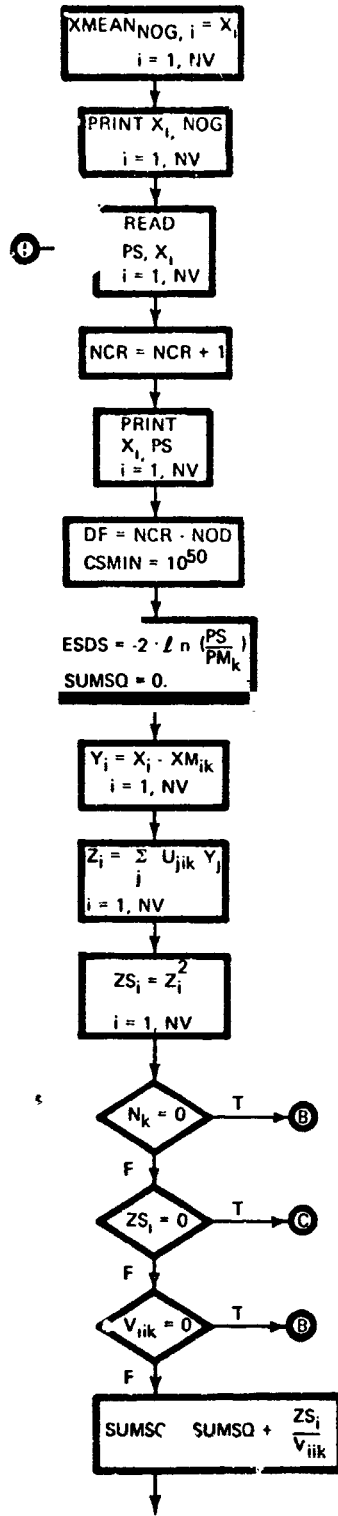 XMEAN_NOG, i = X_i
i = 1, NV
PRINT X_i, NOG
i = 1, NV
READ
PS, X_i
i = 1, NV
NCR = NCR + 1
PRINT
X_i, PS
i = 1, NV
DF = NCR - NOD
CSMIN = 10^50
ESDS = -2 · ℓn (PS/PM_k)
SUMSQ = 0.
Y_i = X_i - XM_ik
i = 1, NV
Z_i = Σ_j U_jik Y_j
i = 1, NV
ZS_i = Z_i^2
i = 1, NV
N_k = 0
T
B
F
ZS_i = 0
T
C
F
V_iik = 0
T
B
F
SUMSC SUMSQ + ZS_i/V_iik